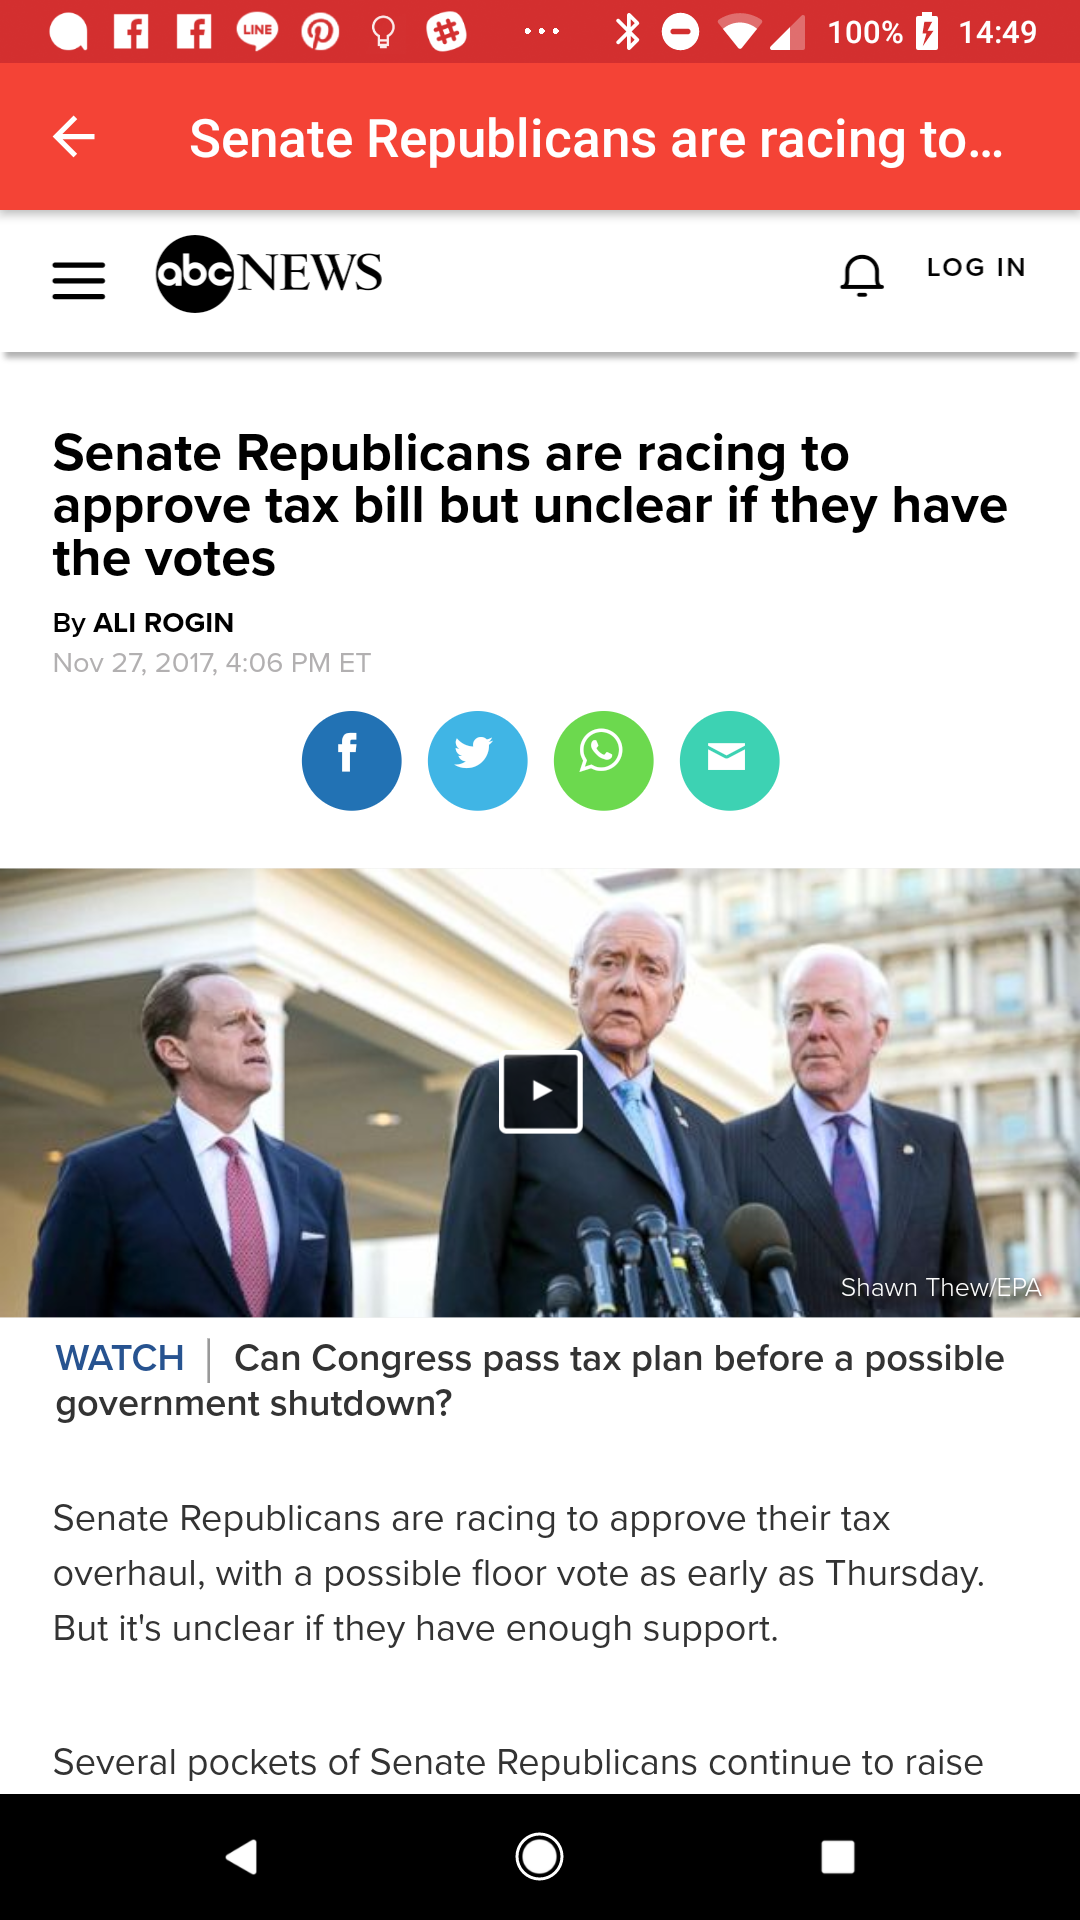 LINE
100%
14:49
Senate Republicans are racing to...
abc NEWS
LOG IN
Senate Republicans are racing to
approve tax bill but unclear if they have
the votes
By ALI ROGIN
Nov 27, 2017, 4:06 PM ET
Shawn Thew/EPA
WATCH | Can Congress pass tax plan before a possible
government shutdown?
Senate Republicans are racing to approve their tax
overhaul, with a possible floor vote as early as Thursday.
But it's unclear if they have enough support.
Several pockets of Senate Republicans continue to raise